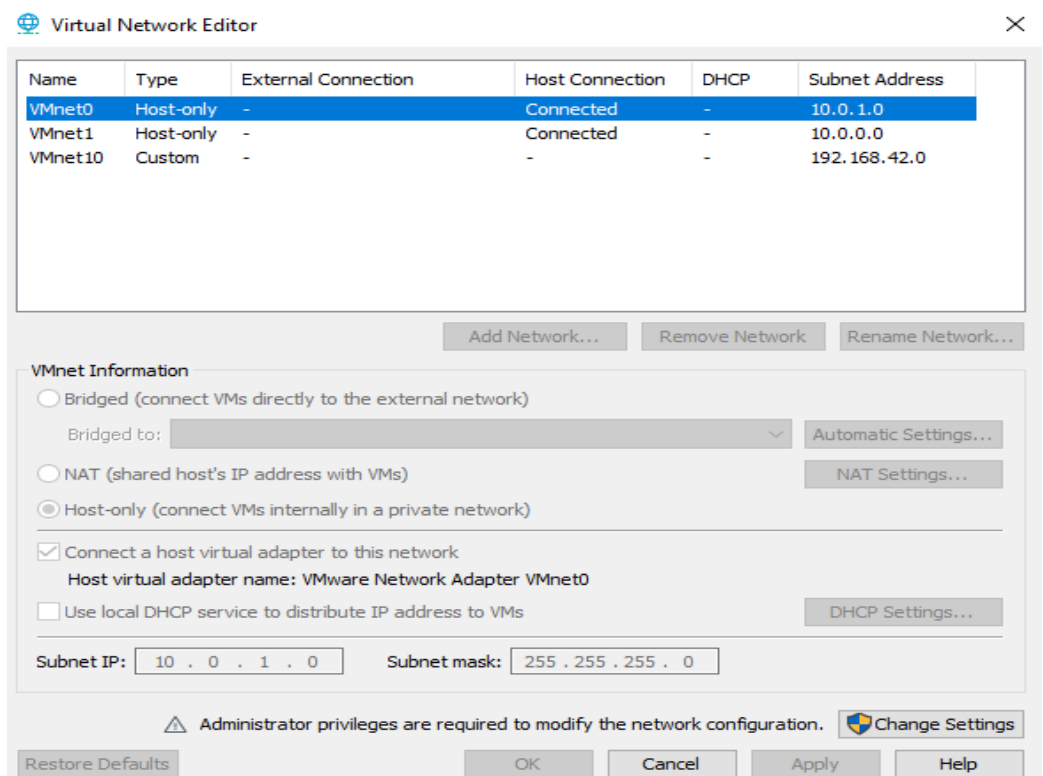 Virtual Network Editor
Name Type External Connection Host Connection DHCP Subnet Address
VMnet0 Host-only - Connected - 10.0.1.0
VMnet1 Host-only - Connected - 10.0.0.0
VMnet10 Custom - - - 192.168.42.0
Add Network... Remove Network Rename Network...
VMnet Information
Bridged (connect VMs directly to the external network)
Bridged to: Automatic Settings...
NAT (shared host's IP address with VMs) NAT Settings...
Host-only (connect VMs internally in a private network)
Connect a host virtual adapter to this network
Host virtual adapter name: VMware Network Adapter VMnet0
Use local DHCP service to distribute IP address to VMs DHCP Settings...
Subnet IP: 10 . 0 . 1 . 0 Subnet mask: 255 . 255 . 255 . 0
Administrator privileges are required to modify the network configuration. Change Settings
Restore Defaults OK Cancel Apply Help